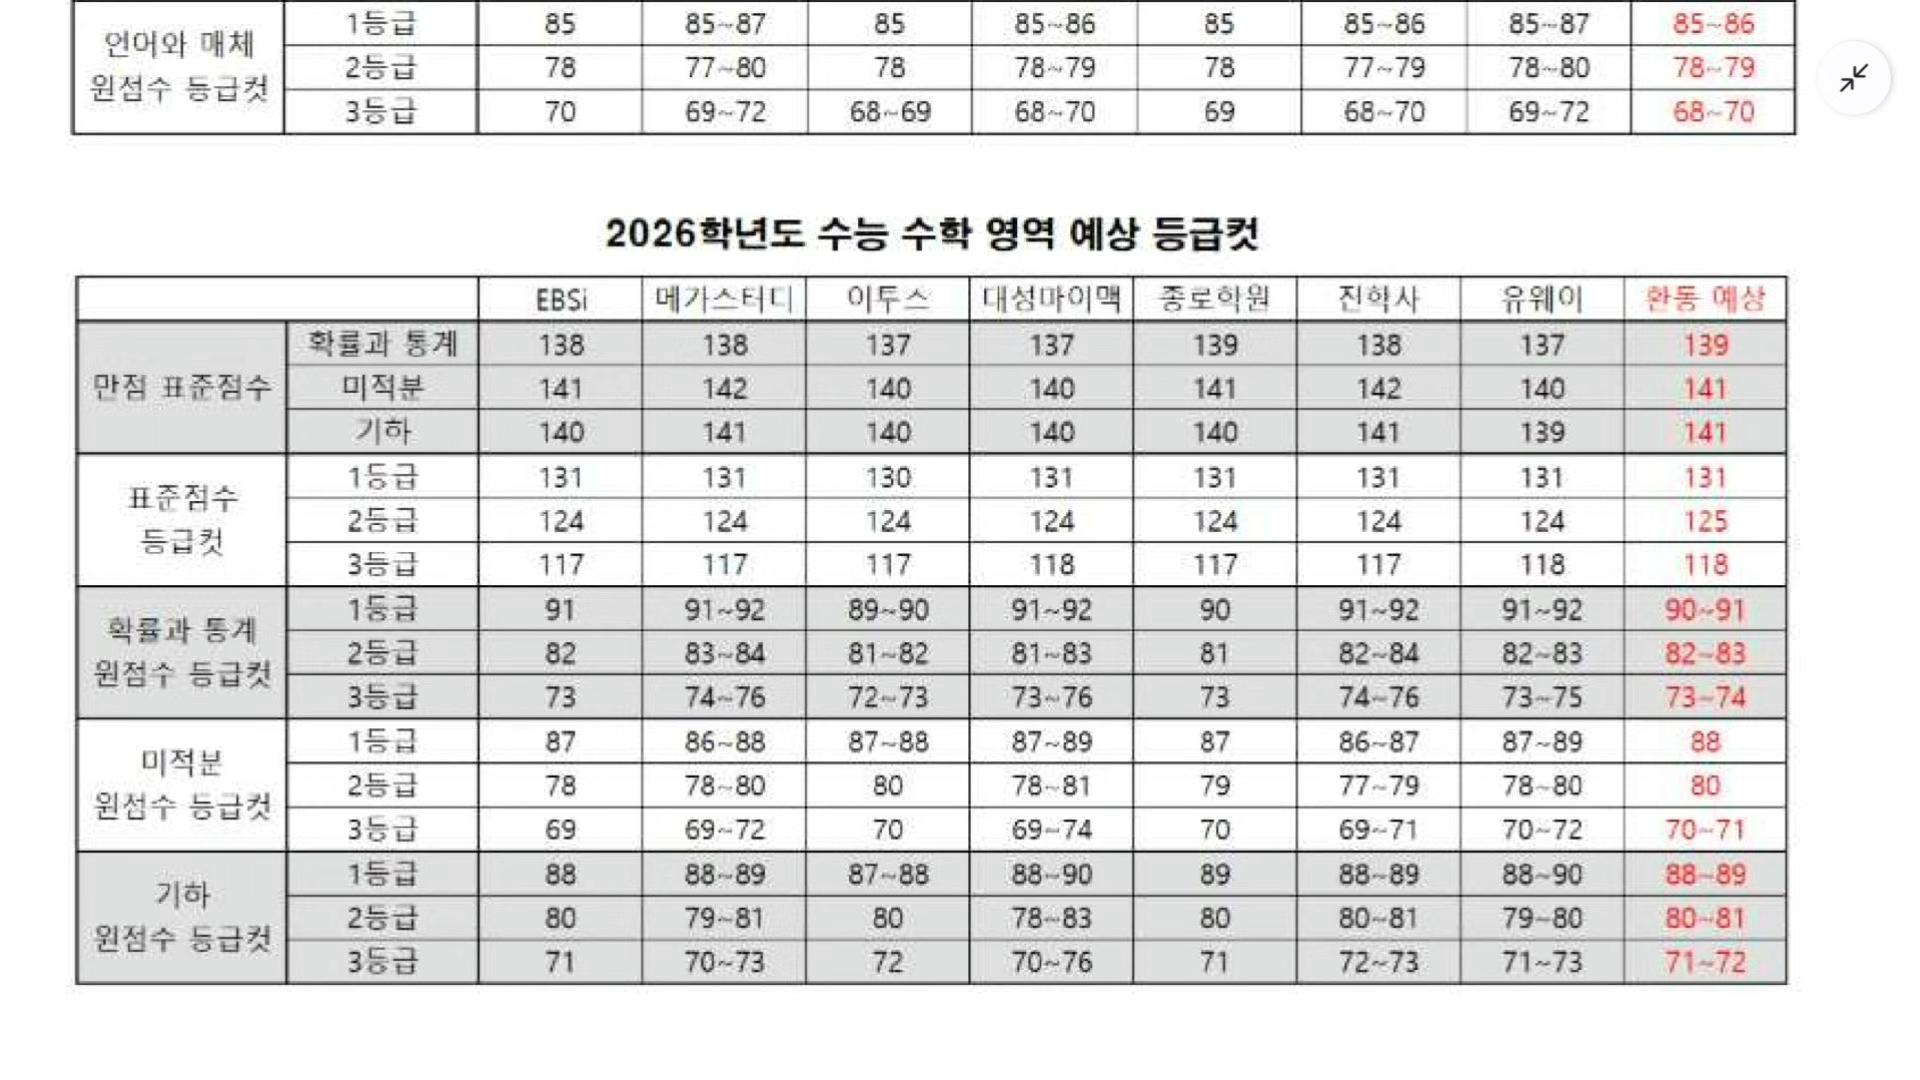 언어와 매체 원점수 등급컷 1등급 85 85~87 85 85~86 85 85~86 85~87 85~86
2등급 78 77~80 78 78~79 78 77~79 78~80 78~79
3등급 70 69~72 68~69 68~70 69 68~70 69~72 68~70
2026학년도 수능 수학 영역 예상 등급컷
EBSi 메가스터디 이투스 대성마이맥 종로학원 진학사 유웨이 환동 예상
만점 표준점수 확률과 통계 138 138 137 137 139 138 137 139
미적분 141 142 140 140 141 142 140 141
기하 140 141 140 140 140 141 139 141
표준점수 등급컷 1등급 131 131 130 131 131 131 131 131
2등급 124 124 124 124 124 124 124 125
3등급 117 117 117 118 117 117 118 118
확률과 통계 원점수 등급컷 1등급 91 91~92 89~90 91~92 90 91~92 91~92 90~91
2등급 82 83~84 81~82 81~83 81 82~84 82~83 82~83
3등급 73 74~76 72~73 73~76 73 74~76 73~75 73~74
미적분 원점수 등급컷 1등급 87 86~88 87~88 87~89 87 86~87 87~89 88
2등급 78 78~80 80 78~81 79 77~79 78~80 80
3등급 69 69~72 70 69~74 70 69~71 70~72 70~71
기하 원점수 등급컷 1등급 88 88~89 87~88 88~90 89 88~89 88~90 88~89
2등급 80 79~81 80 78~83 80 80~81 79~80 80~81
3등급 71 70~73 72 70~76 71 72~73 71~73 71~72